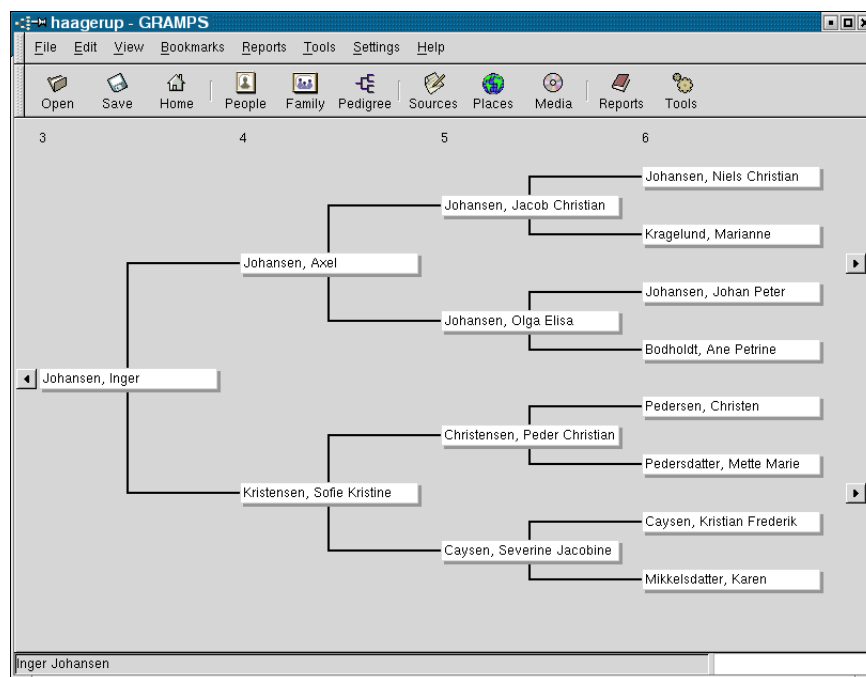 haagerup - GRAMPS
File Edit View Bookmarks Reports Tools Settings Help
Open Save Home People Family Pedigree Sources Places Media Reports Tools
3 4 5 6
Johansen, Niels Christian
Johansen, Jacob Christian
Kragelund, Marianne
Johansen, Axel
Johansen, Johan Peter
Johansen, Olga Elisa
Bodholdt, Ane Petrine
Johansen, Inger
Pedersen, Christen
Christensen, Peder Christian
Pedersdatter, Mette Marie
Kristensen, Sofie Kristine
Caysen, Kristian Frederik
Caysen, Severine Jacobine
Mikkelsdatter, Karen
Inger Johansen